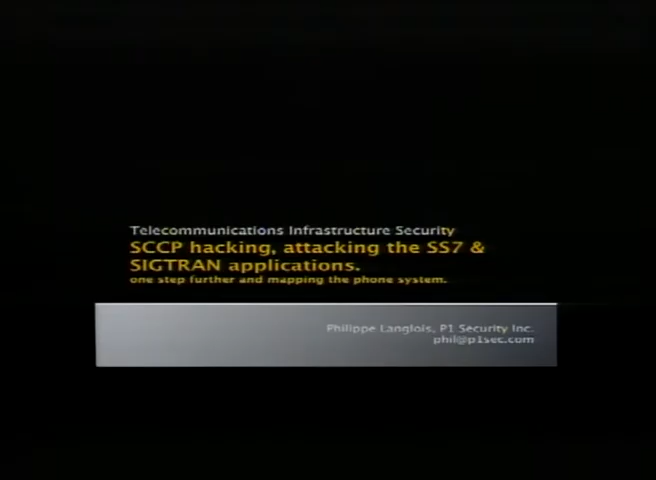 Telecommunications Infrastructure Security
SCCP hacking, attacking the SS7 &
SIGTRAN applications.
one step further and mapping the phone system.
Philippe Langlois, P1 Security Inc.
phil@p1sec.com